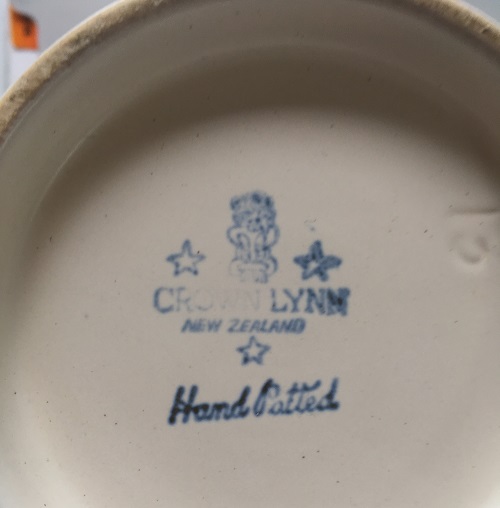 CROWN LYNN
NEW ZEALAND
Hand Potted